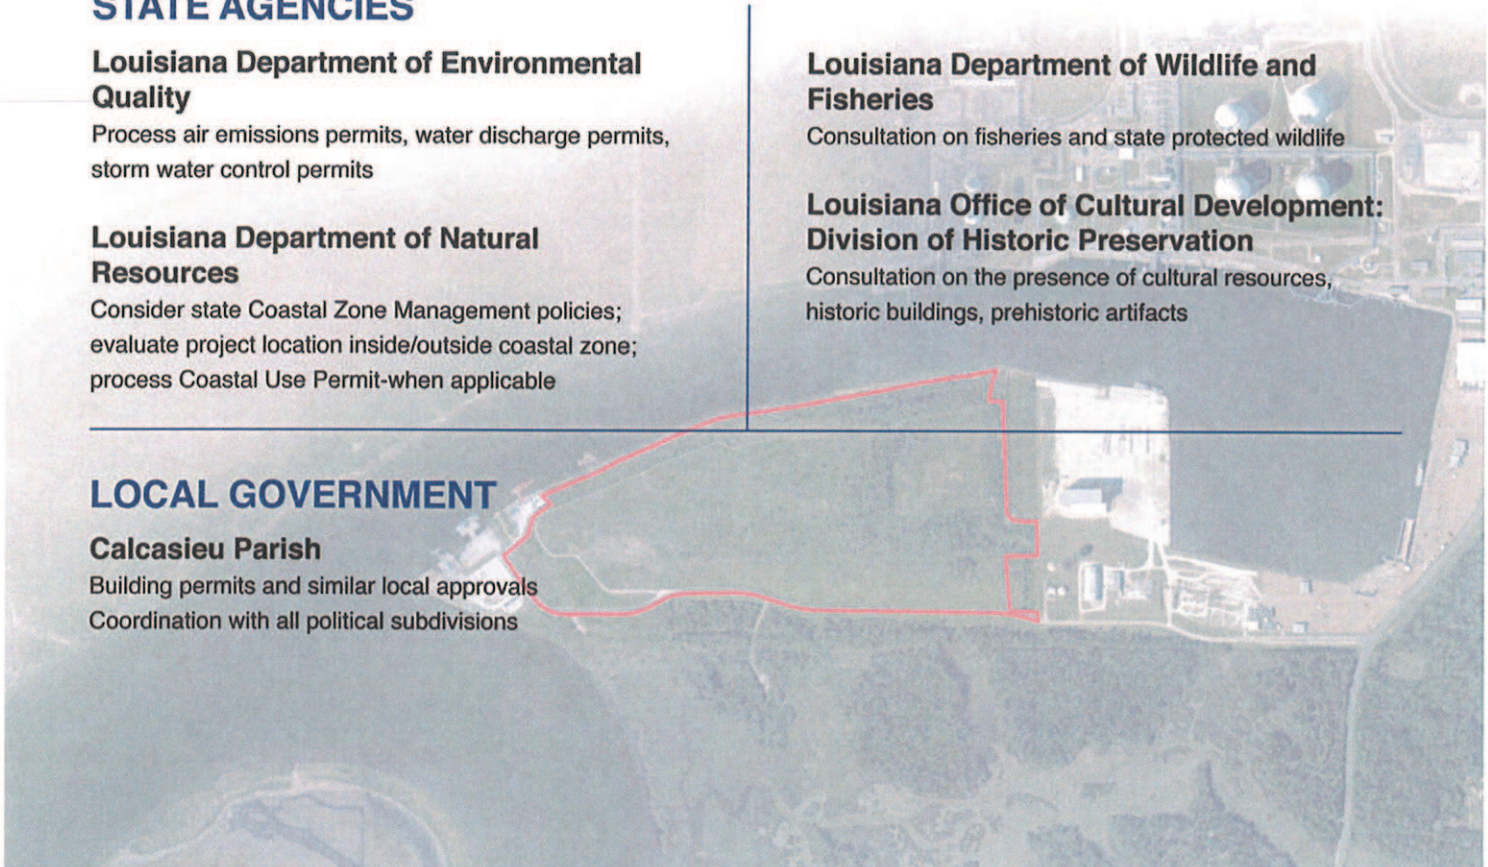 STATE AGENCIES
Louisiana Department of Environmental
Quality
Process air emissions permits, water discharge permits,
storm water control permits
Louisiana Department of Natural
Resources
Consider state Coastal Zone Management policies;
evaluate project location inside/outside coastal zone;
process Coastal Use Permit-when applicable
Louisiana Department of Wildlife and
Fisheries
Consultation on fisheries and state protected wildlife
Louisiana Office of Cultural Development:
Division of Historic Preservation
Consultation on the presence of cultural resources,
historic buildings, prehistoric artifacts
LOCAL GOVERNMENT
Calcasieu Parish
Building permits and similar local approvals
Coordination with all political subdivisions